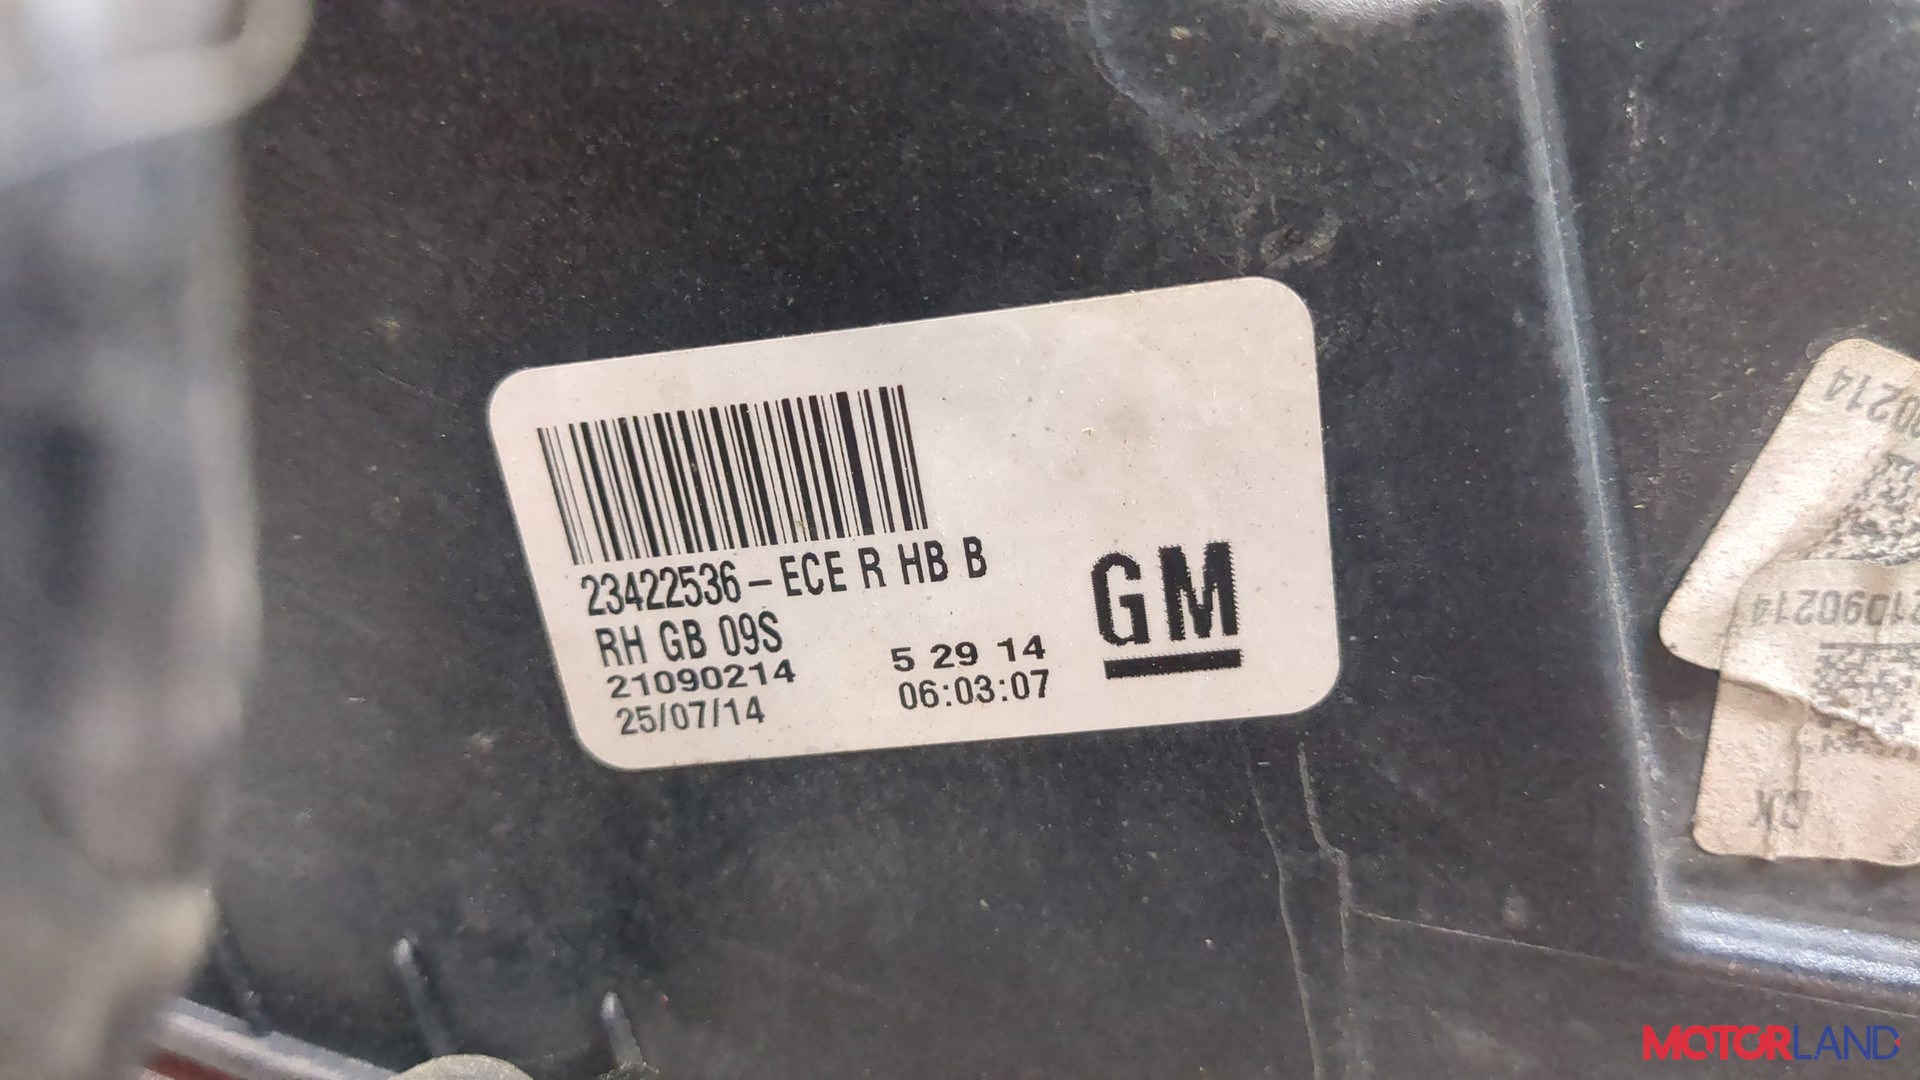 23422536-ECE R HB B
RH GB 09S
21090214
25/07/14
5 29 14
06:03:07
GM
21090214
MOTORLAND